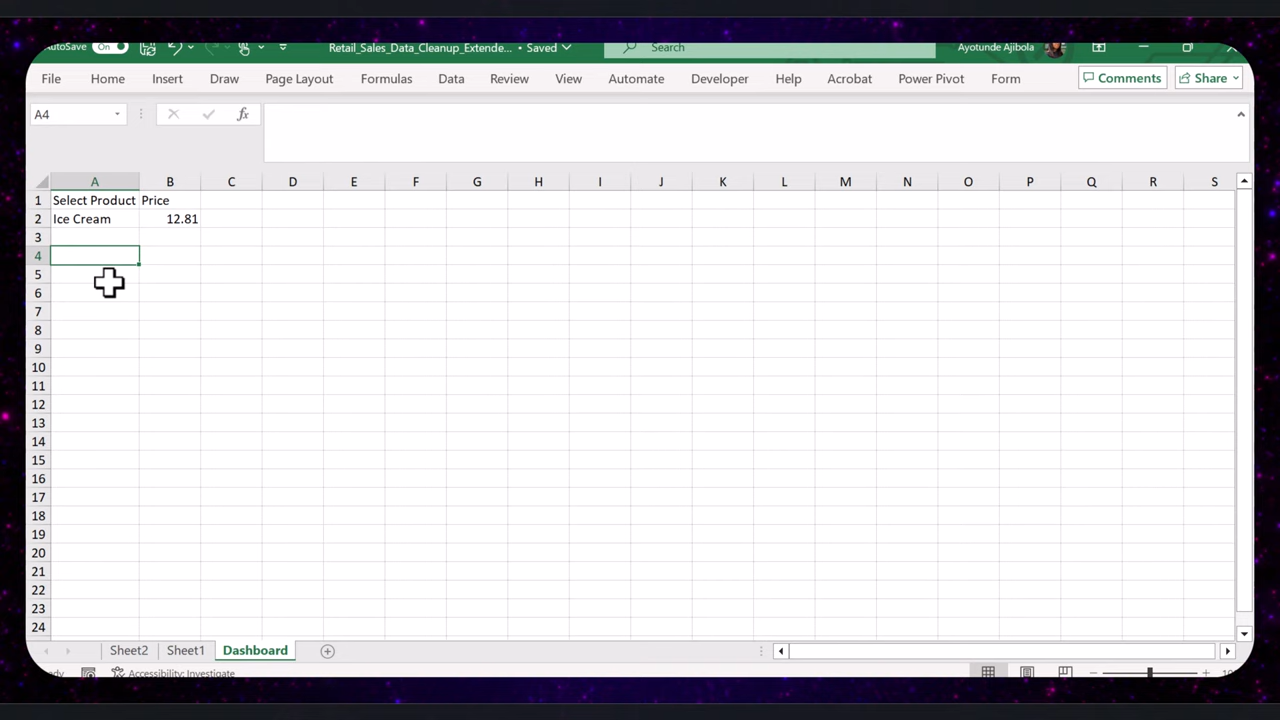 AutoSave On Retail_Sales_Data_Cleanup_Extende... • Saved Search Ayotunde Ajibola
File Home Insert Draw Page Layout Formulas Data Review View Automate Developer Help Acrobat Power Pivot Form Comments Share
A4 fx
A B C D E F G H I J K L M N O P Q R S
1 Select Product Price
2 Ice Cream 12.81
3
4
5
6
7
8
9
10
11
12
13
14
15
16
17
18
19
20
21
22
23
24
Sheet2 Sheet1 Dashboard
Accessibility: Investigate